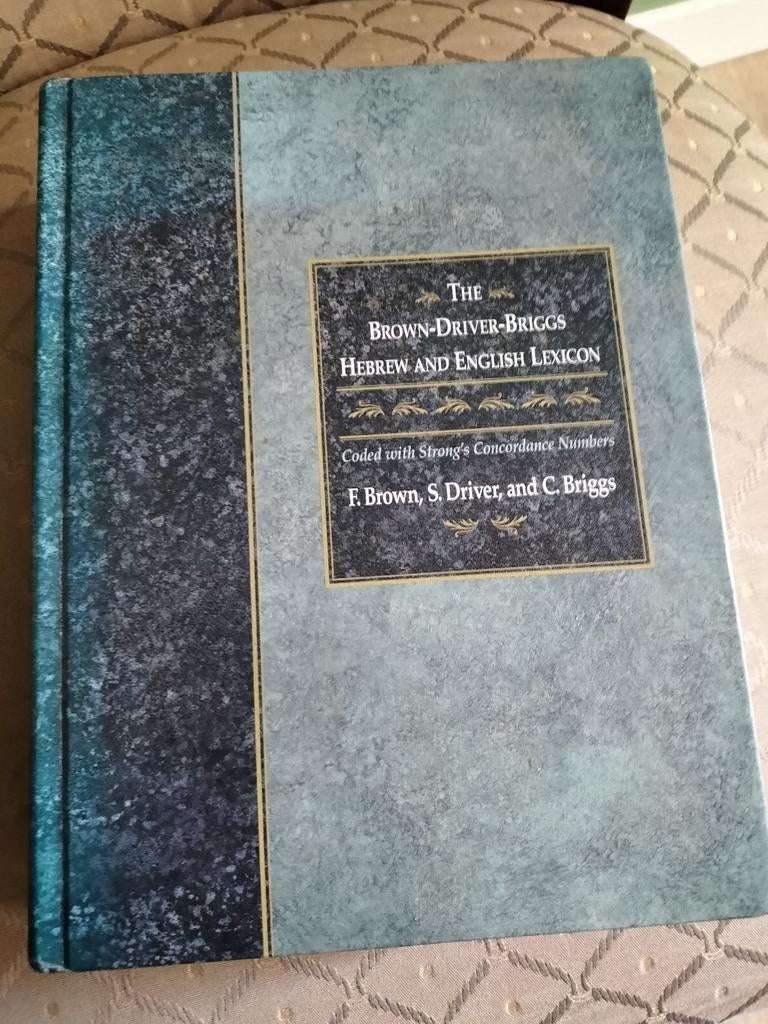 The
Brown-Driver-Briggs
Hebrew and English Lexicon
Coded with Strong's Concordance Numbers
F. Brown, S. Driver, and C. Briggs